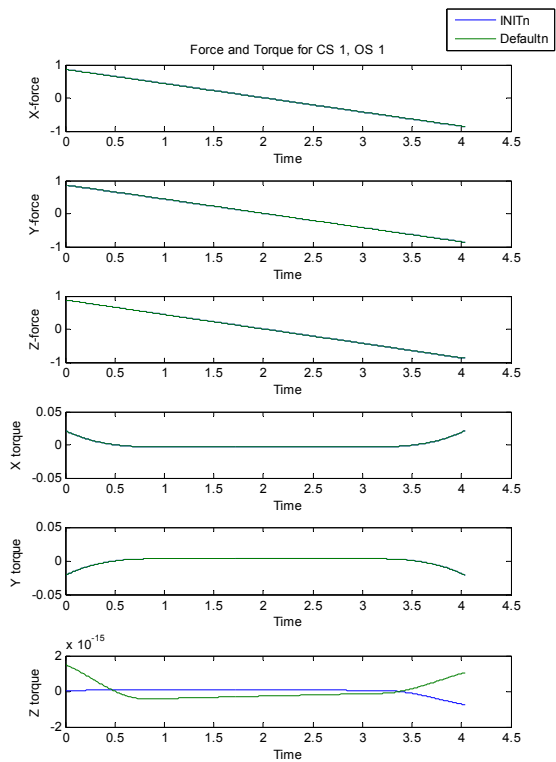 INITn
Defaultn
Force and Torque for CS 1, OS 1
1
0
-1
X-force
0 0.5 1 1.5 2 2.5 3 3.5 4 4.5
Time
1
0
-1
Y-force
0 0.5 1 1.5 2 2.5 3 3.5 4 4.5
Time
1
0
-1
Z-force
0 0.5 1 1.5 2 2.5 3 3.5 4 4.5
Time
0.05
0
-0.05
X torque
0 0.5 1 1.5 2 2.5 3 3.5 4 4.5
Time
0.05
0
-0.05
Y torque
0 0.5 1 1.5 2 2.5 3 3.5 4 4.5
Time
x 10^-15
2
0
-2
Z torque
0 0.5 1 1.5 2 2.5 3 3.5 4 4.5
Time